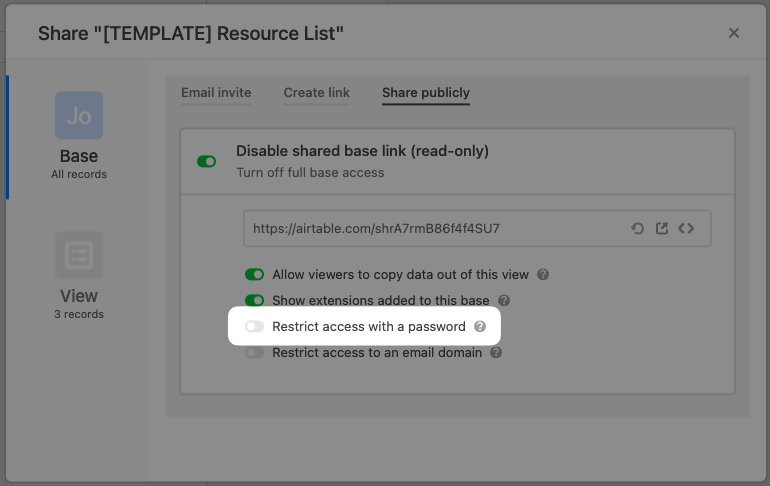 Share "[TEMPLATE] Resource List"
Jo
Base
All records
View
3 records
Email invite
Create link
Share publicly
Disable shared base link (read-only)
Turn off full base access
https://airtable.com/shrA7rmB86f4f4SU7
Allow viewers to copy data out of this view
Show extensions added to this base
Restrict access with a password
Restrict access to an email domain